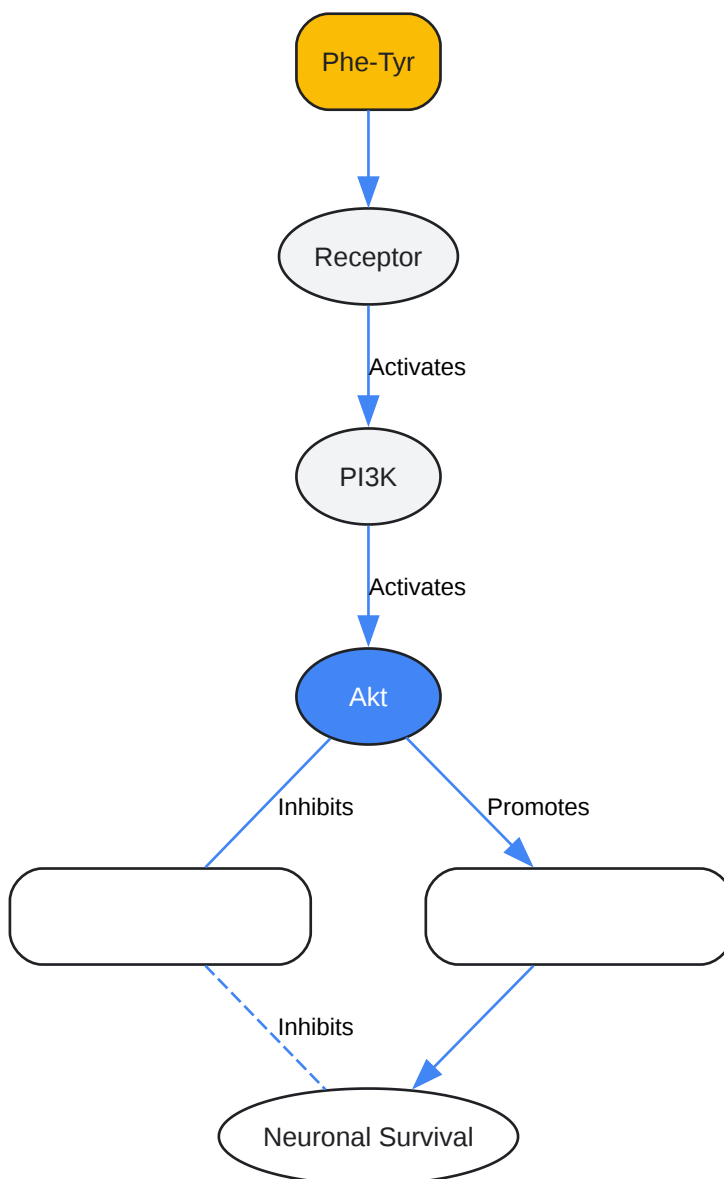 Phe-Tyr
Receptor
Activates
PI3K
Activates
Akt
Inhibits
Promotes
Inhibits
Neuronal Survival